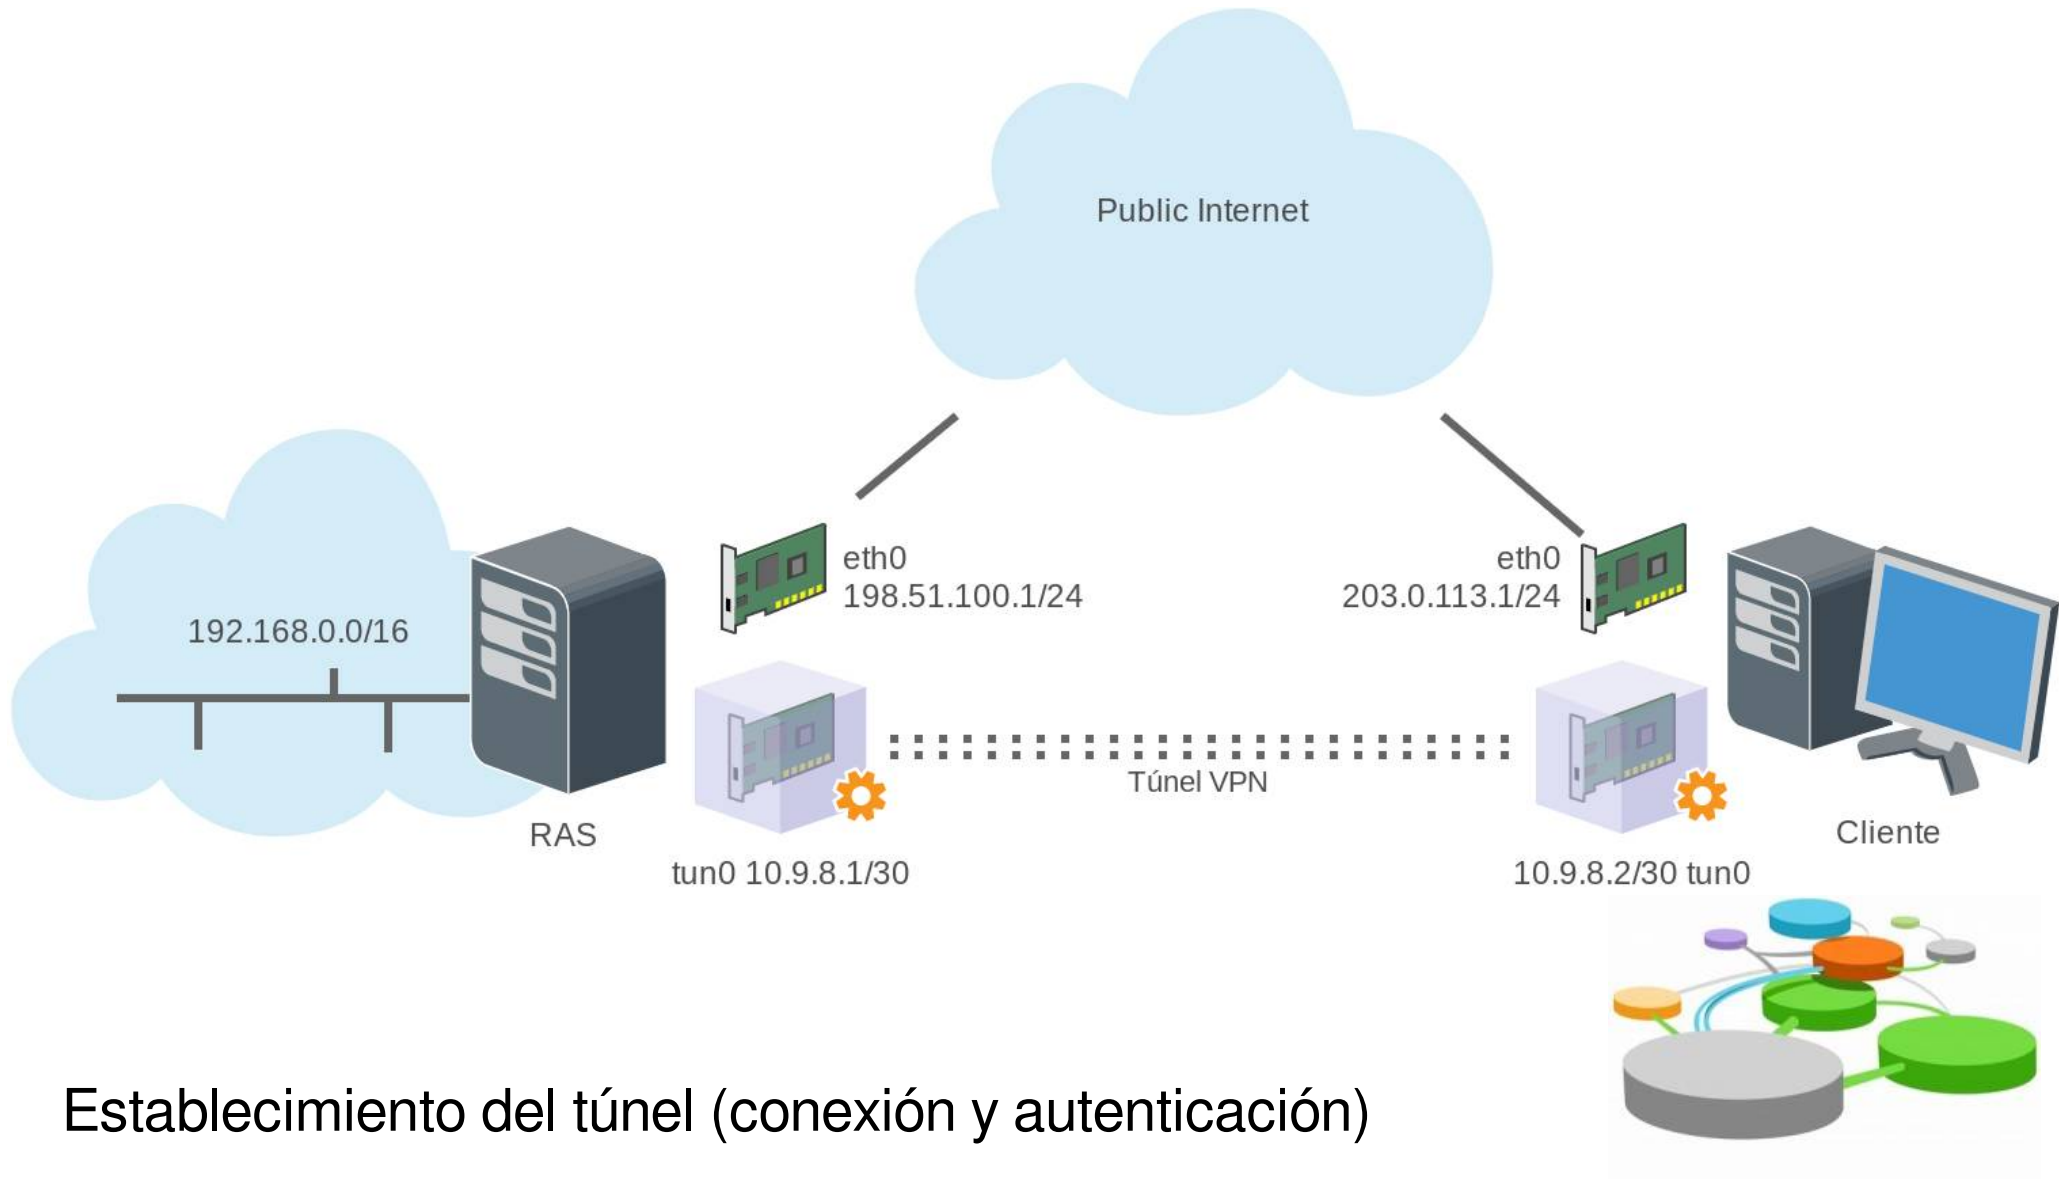 Public Internet
eth0
198.51.100.1/24
eth0
203.0.113.1/24
192.168.0.0/16
Túnel VPN
RAS
Cliente
tun0 10.9.8.1/30
10.9.8.2/30 tun0
Establecimiento del túnel (conexión y autenticación)